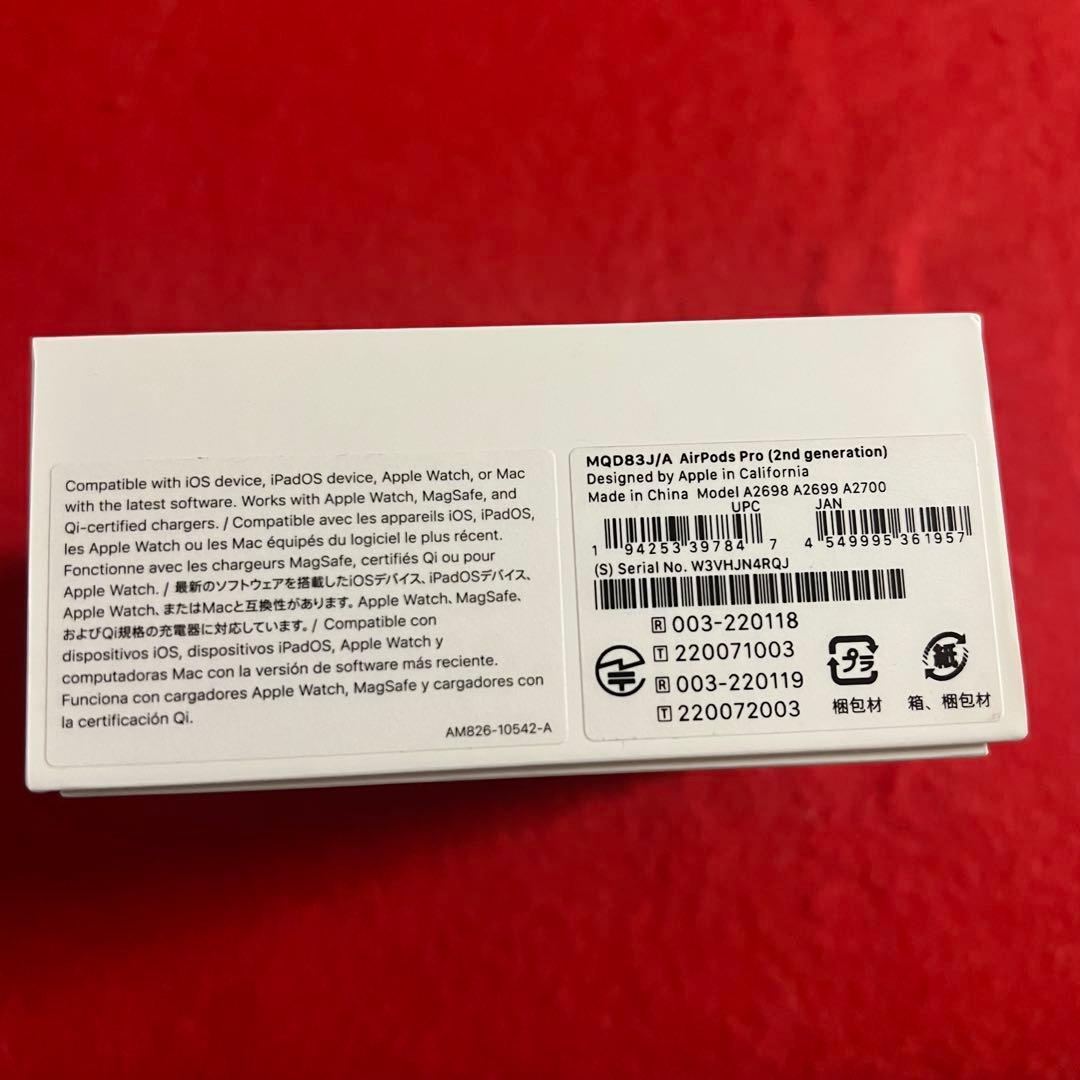 Compatible with iOS device, iPadOS device, Apple Watch, or Mac
with the latest software. Works with Apple Watch, MagSafe, and
Qi-certified chargers. / Compatible avec les appareils iOS, iPadOS,
les Apple Watch ou les Mac équipés du logiciel le plus récent.
Fonctionne avec les chargeurs MagSafe, certifiés Qi ou pour
Apple Watch. / 最新のソフトウェアを搭載したiOSデバイス、iPadOSデバイス、
Apple Watch、またはMacと互換性があります。Apple Watch、MagSafe、
およびQi規格の充電器に対応しています。/ Compatible con
dispositivos iOS, dispositivos iPadOS, Apple Watch y
computadoras Mac con la versión de software más reciente.
Funciona con cargadores Apple Watch, MagSafe y cargadores con
la certificación Qi.
AM826-10542-A
MQD83J/A AirPods Pro (2nd generation)
Designed by Apple in California
Made in China Model A2698 A2699 A2700
UPC JAN
1 94253 39784 7 4 549995 361957
(S) Serial No. W3VHJN4RQJ
R 003-220118
T 220071003
R 003-220119
T 220072003
プラ
梱包材
紙
箱、梱包材